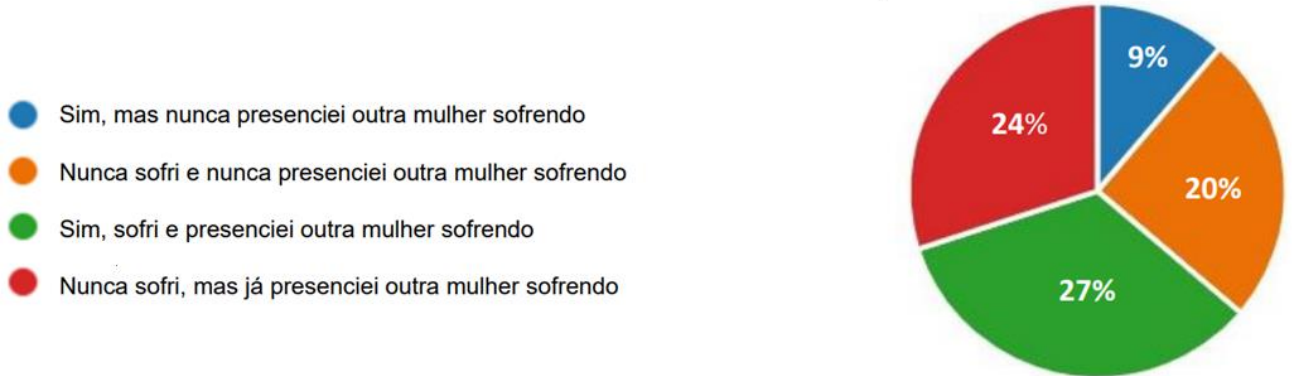 Sim, mas nunca presenciei outra mulher sofrendo
Nunca sofri e nunca presenciei outra mulher sofrendo
Sim, sofri e presenciei outra mulher sofrendo
Nunca sofri, mas já presenciei outra mulher sofrendo
9%
24%
20%
27%